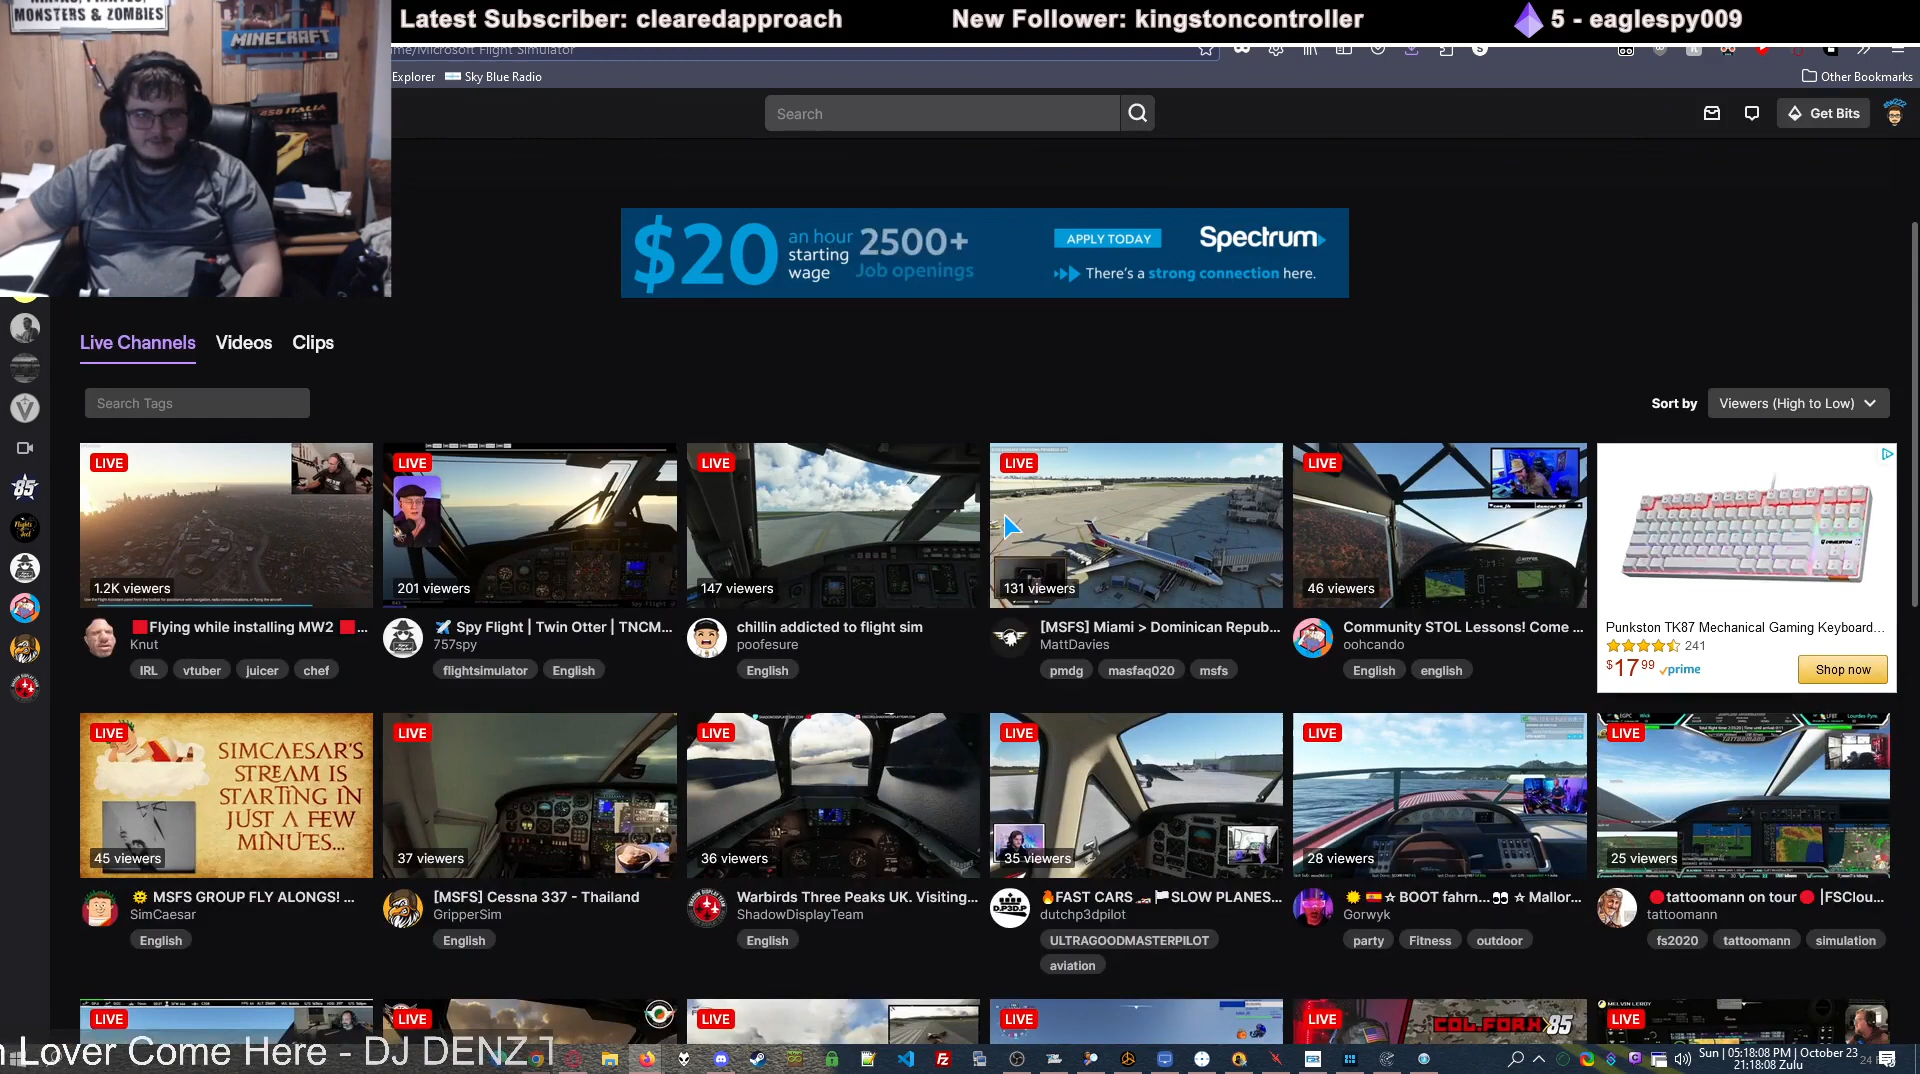 MONSTERS & ZOMBIES
MINECRAFT
458 ITALIA
Latest Subscriber: clearedapproach
New Follower: kingstoncontroller
5 - eaglespy009
me/Microsoft Flight Simulator
Explorer
Sky Blue Radio
Other Bookmarks
Search
Get Bits
$20 an hour starting wage
2500+ Job openings
APPLY TODAY
Spectrum
There's a strong connection here.
Live Channels Videos Clips
Search Tags
Sort by Viewers (High to Low)
LIVE
1.2K viewers
Flying while installing MW2 ...
Knut
IRL vtuber juicer chef
LIVE
201 viewers
Spy Flight | Twin Otter | TNCM...
757spy
flightsimulator English
LIVE
147 viewers
chillin addicted to flight sim
poofesure
English
LIVE
131 viewers
[MSFS] Miami > Dominican Repub...
MattDavies
pmdg masfaq020 msfs
LIVE
46 viewers
Community STOL Lessons! Come ...
oohcando
English english
Punkston TK87 Mechanical Gaming Keyboard...
241
$17.99 prime
Shop now
LIVE
SIMCAESAR'S
STREAM IS
STARTING IN
JUST A FEW
MINUTES...
45 viewers
MSFS GROUP FLY ALONGS! ...
SimCaesar
English
LIVE
37 viewers
[MSFS] Cessna 337 - Thailand
GripperSim
English
LIVE
36 viewers
Warbirds Three Peaks UK. Visiting...
ShadowDisplayTeam
English
LIVE
35 viewers
FAST CARS SLOW PLANES...
dutchp3dpilot
ULTRAGOODMASTERPILOT
aviation
LIVE
28 viewers
☆ BOOT fahrn... ☆ Mallor...
Gorwyk
party Fitness outdoor
LIVE
25 viewers
tattoomann on tour |FSClou...
tattoomann
fs2020 tattoomann simulation
LIVE
LIVE
LIVE
LIVE
LIVE
COL.FORX85
LIVE
n Lover Come Here - DJ DENZ T
Sun | 05:18:08 PM | October 23
21:18:08 Zulu
24